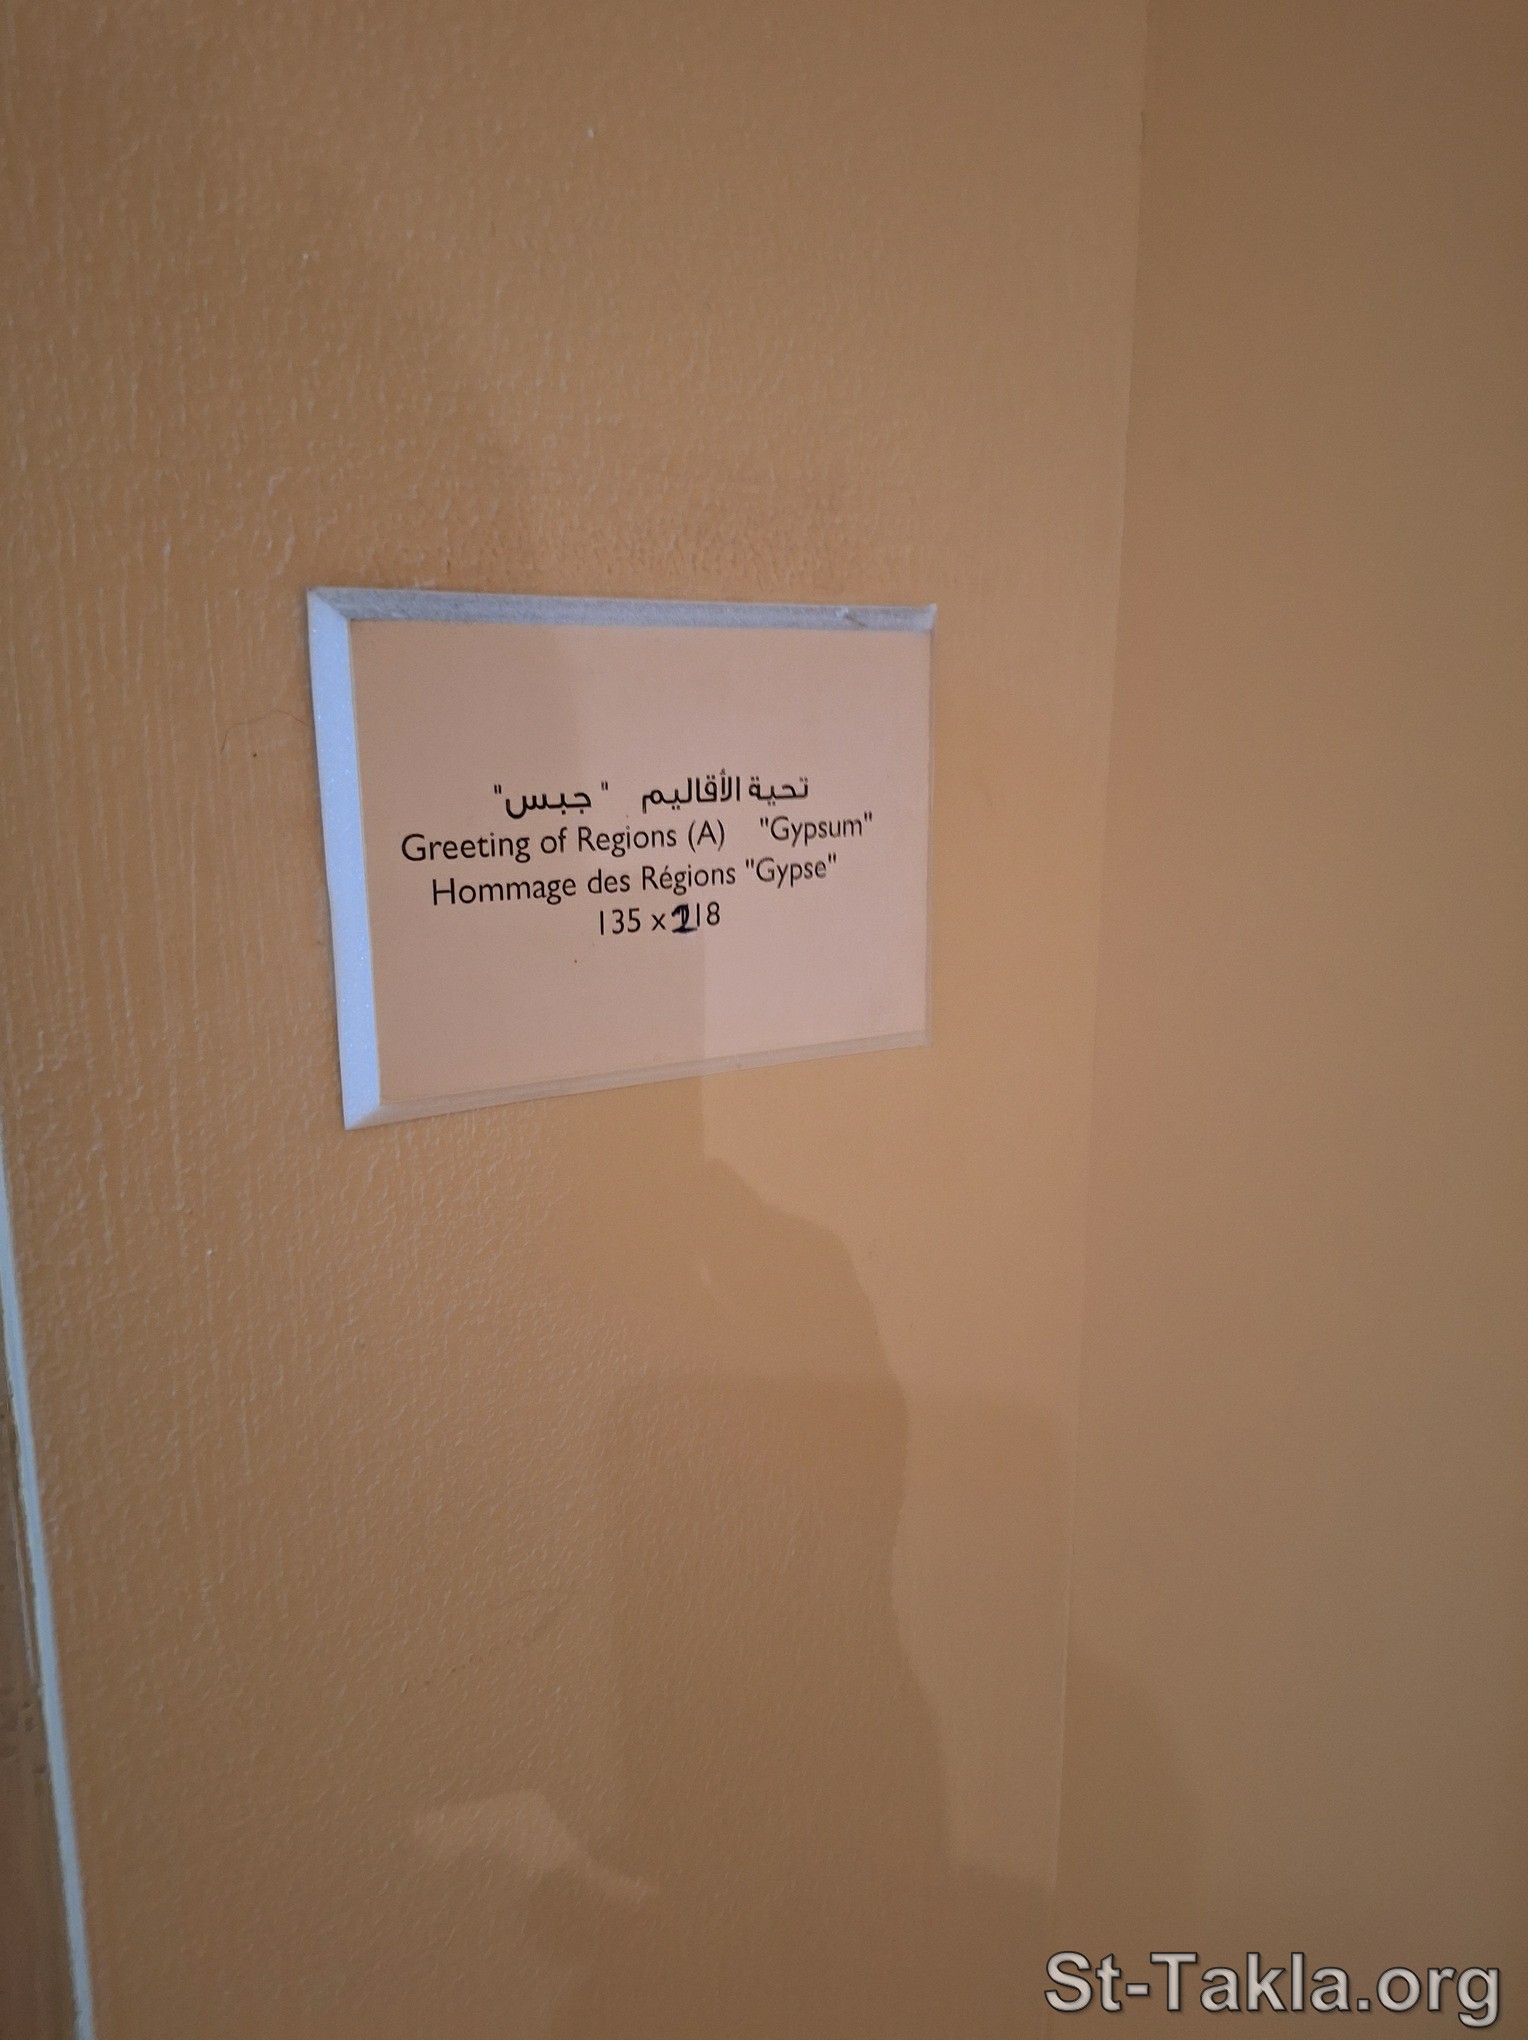 تحية الأقاليم " جبس"
Greeting of Regions (A) "Gypsum"
Hommage des Régions "Gypse"
135 x 218
St-Takla.org